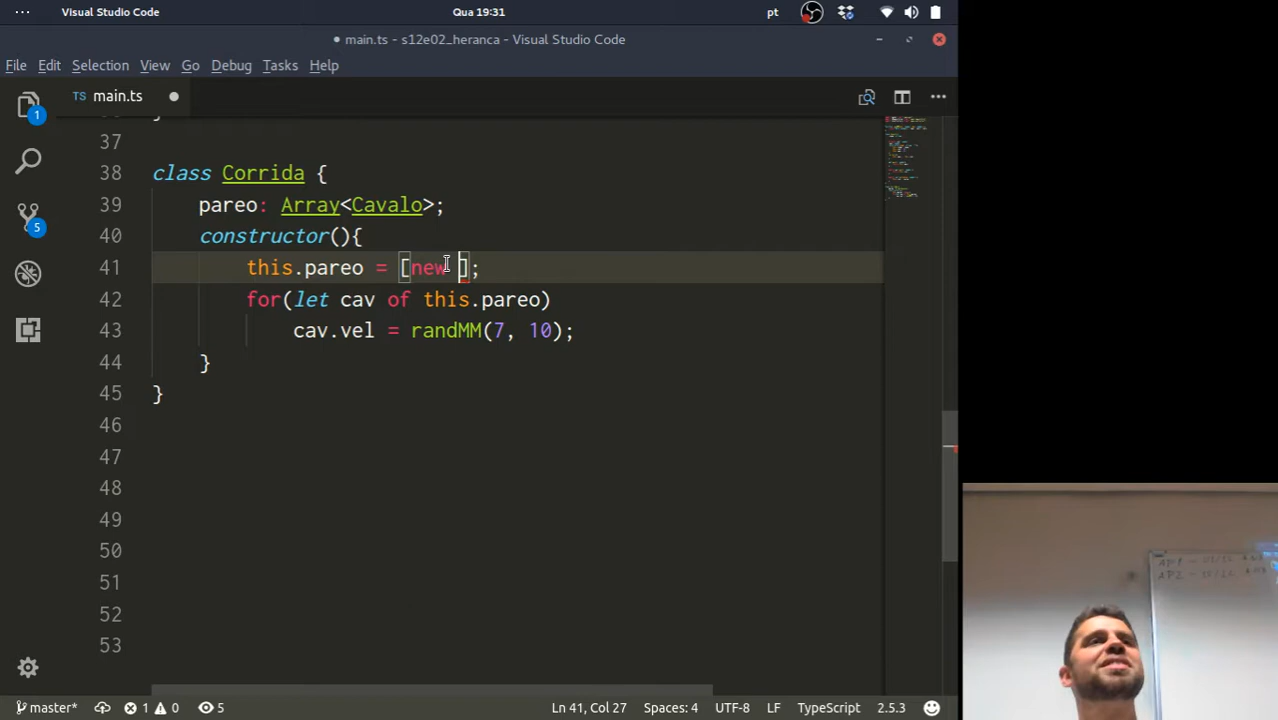 Visual Studio Code
Qua 19:31
pt
main.ts - s12e02_heranca - Visual Studio Code
File Edit Selection View Go Debug Tasks Help
TS main.ts
1
5
37
38 class Corrida {
39 pareo: Array<Cavalo>;
40 constructor(){
41 this.pareo = [new ];
42 for(let cav of this.pareo)
43 cav.vel = randMM(7, 10);
44 }
45 }
46
47
48
49
50
51
52
53
master* 1 0 5 Ln 41, Col 27 Spaces: 4 UTF-8 LF TypeScript 2.5.3